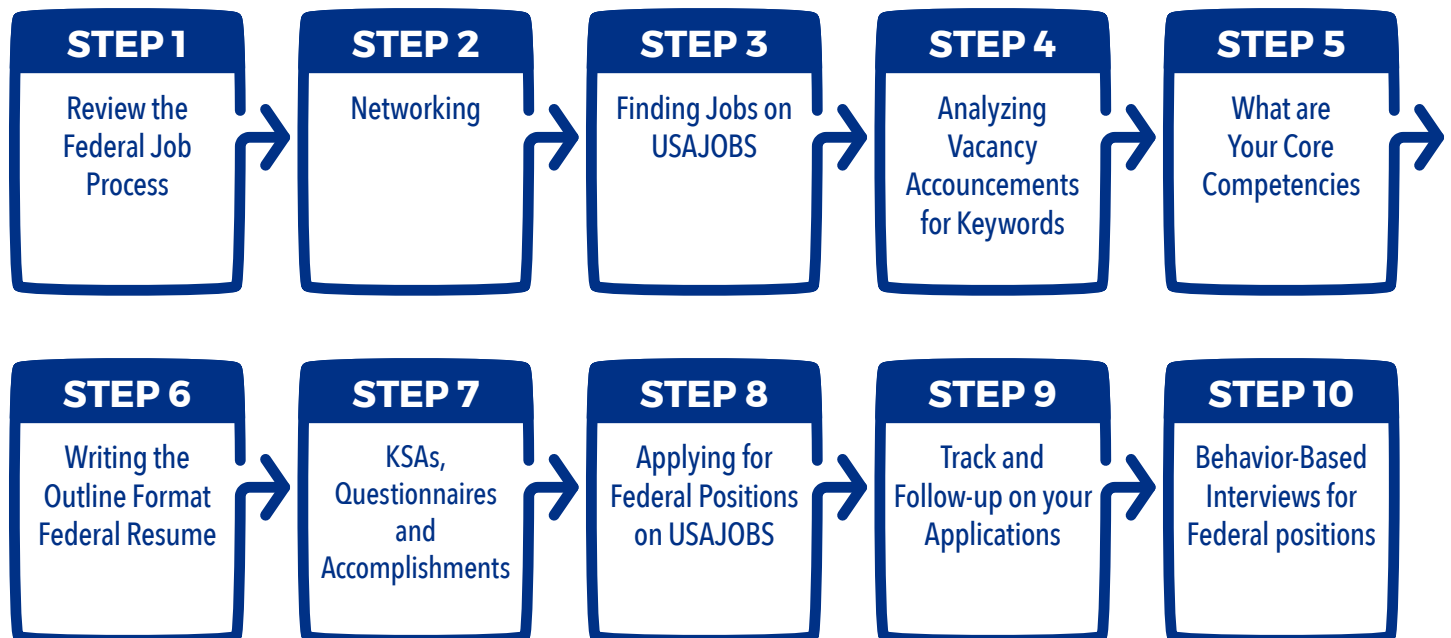 STEP 1
Review the
Federal Job
Process
STEP 2
Networking
STEP 3
Finding Jobs on
USAJOBS
STEP 4
Analyzing
Vacancy
Accouncements
for Keywords
STEP 5
What are
Your Core
Competencies
STEP 6
Writing the
Outline Format
Federal Resume
STEP 7
KSAs,
Questionnaires
and
Accomplishments
STEP 8
Applying for
Federal Positions
on USAJOBS
STEP 9
Track and
Follow-up on your
Applications
STEP 10
Behavior-Based
Interviews for
Federal positions